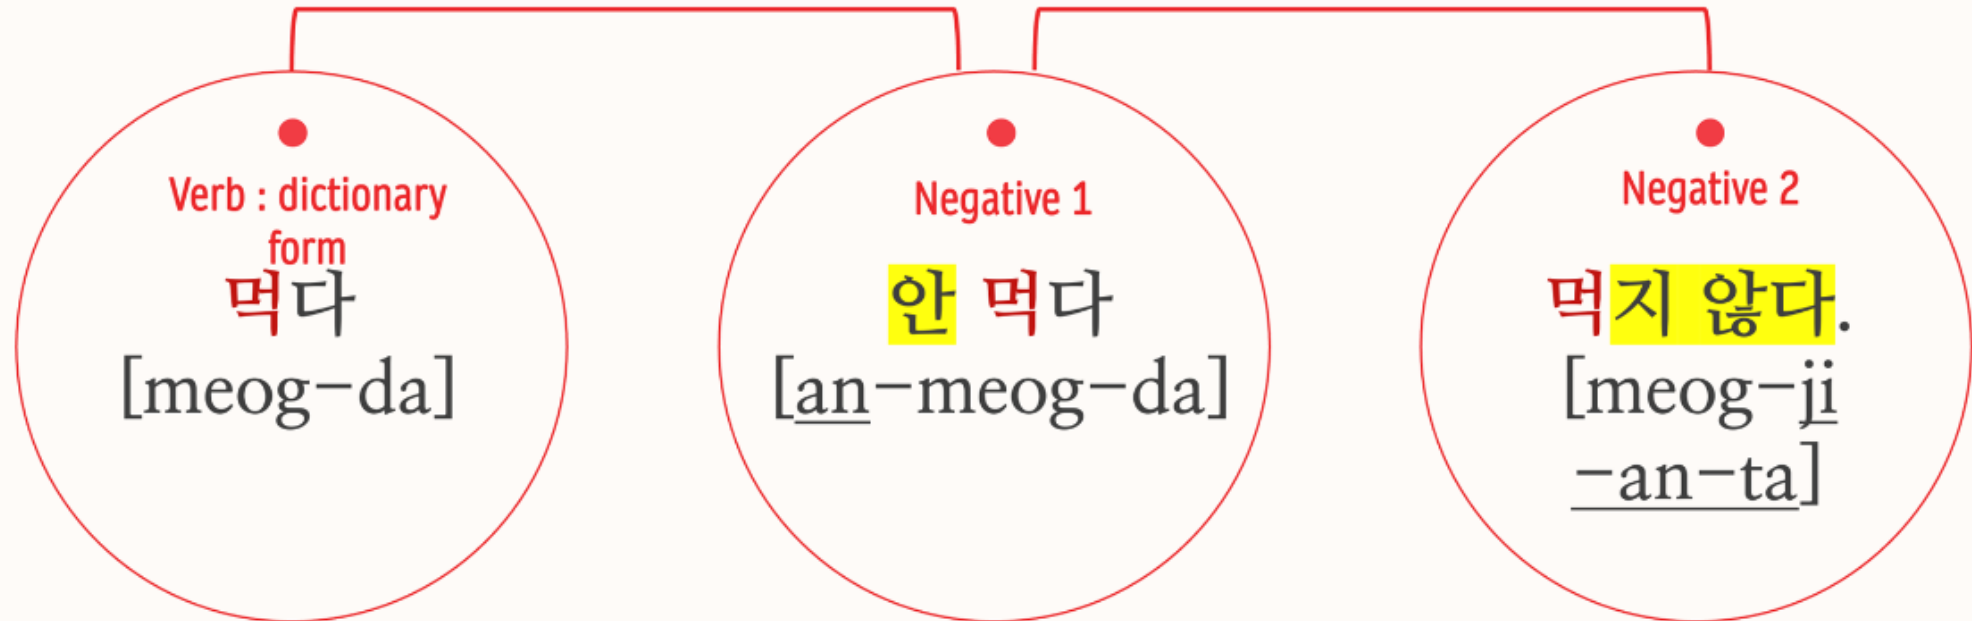 Verb : dictionary
form
먹다
[meog-da]
Negative 1
안 먹다
[an-meog-da]
Negative 2
먹지 않다.
[meog-ji
-an-ta]